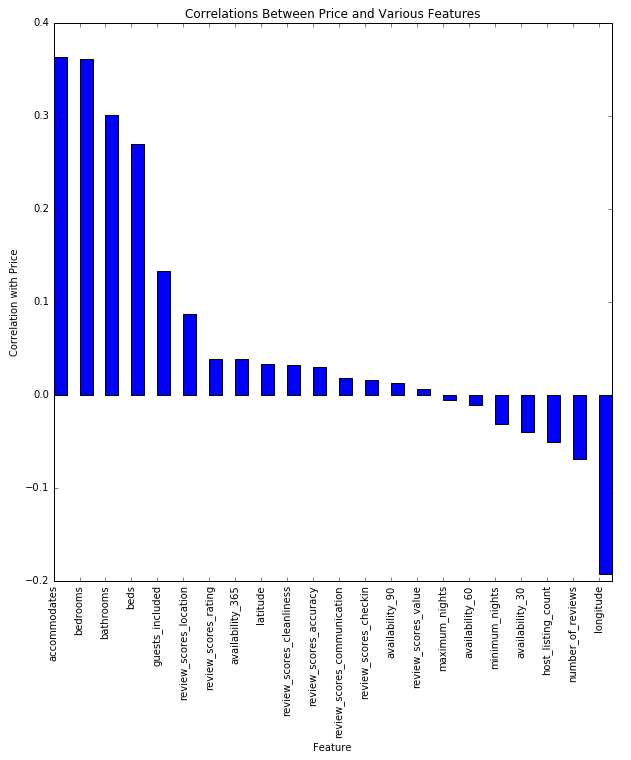 Correlations Between Price and Various Features
0.4
0.3
0.2
0.1
0.0
−0.1
−0.2
Correlation with Price
accommodates
bedrooms
bathrooms
beds
guests_included
review_scores_location
review_scores_rating
availability_365
latitude
review_scores_cleanliness
review_scores_accuracy
review_scores_communication
review_scores_checkin
availability_90
review_scores_value
maximum_nights
availability_60
minimum_nights
availability_30
host_listing_count
number_of_reviews
longitude
Feature